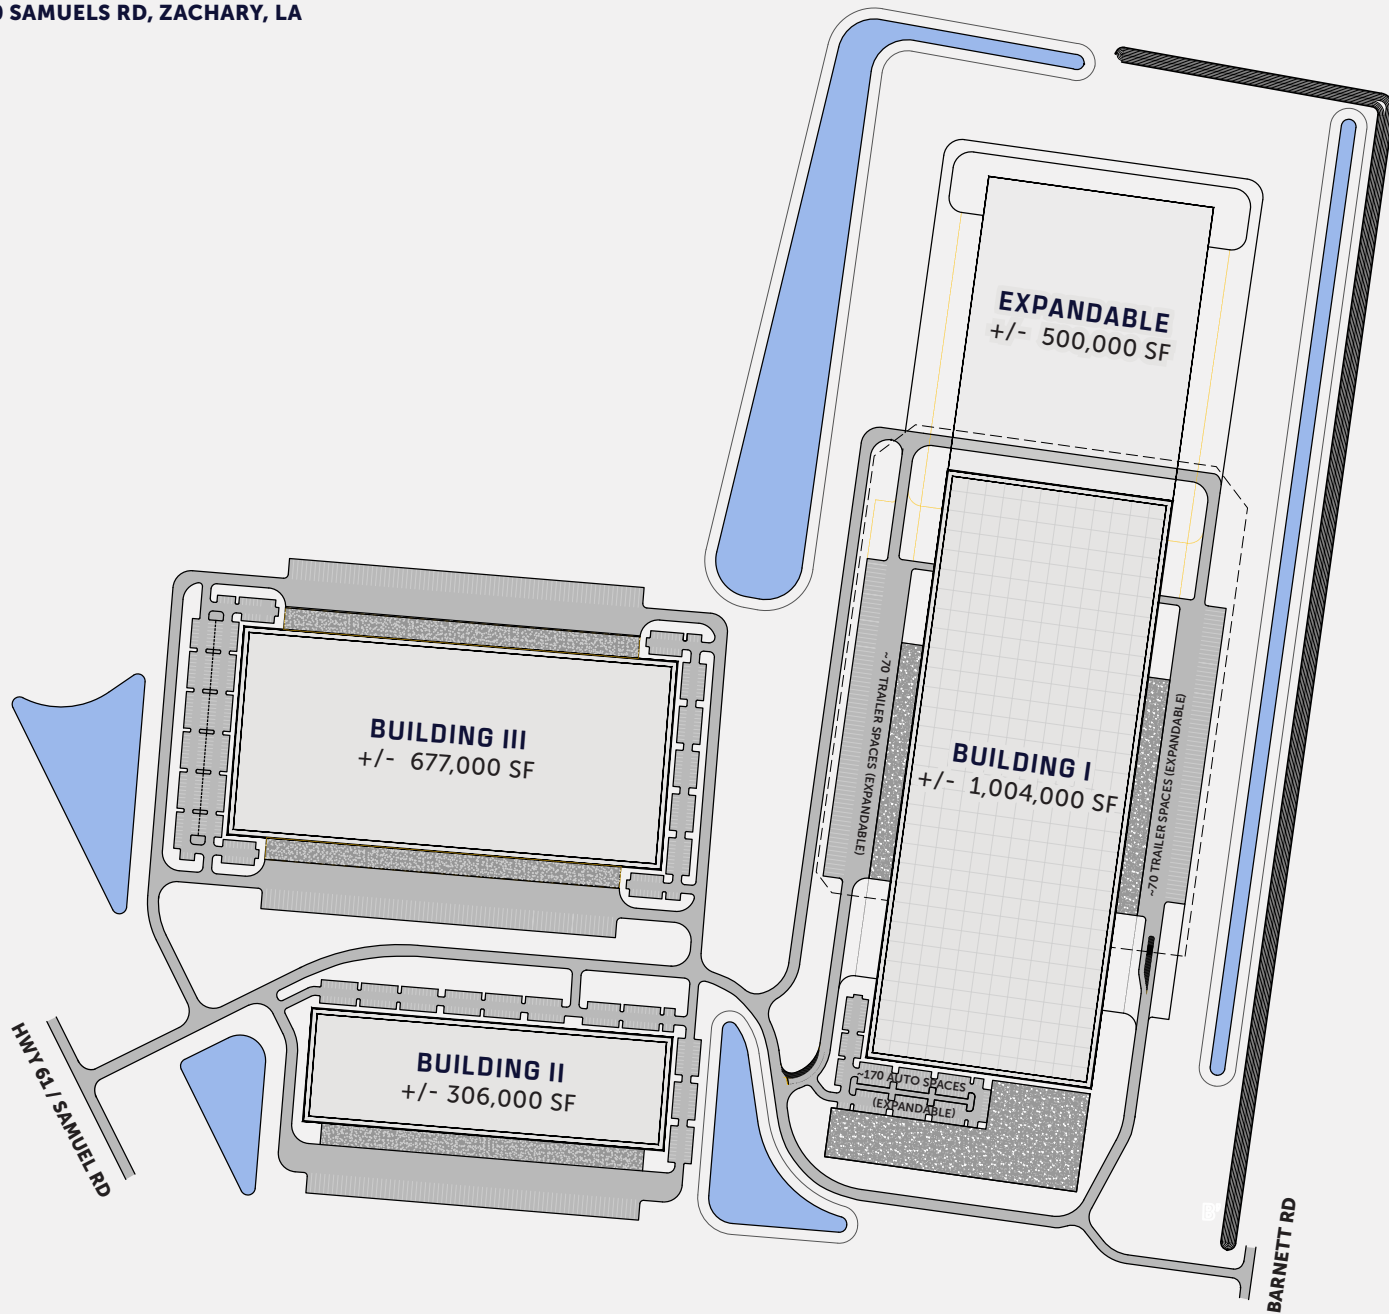 SAMUELS RD, ZACHARY, LA
EXPANDABLE
+/- 500,000 SF
BUILDING III
+/- 677,000 SF
~70 TRAILER SPACES (EXPANDABLE)
BUILDING I
+/- 1,004,000 SF
~70 TRAILER SPACES (EXPANDABLE)
BUILDING II
+/- 306,000 SF
~170 AUTO SPACES
(EXPANDABLE)
HWY 61 / SAMUEL RD
BARNETT RD